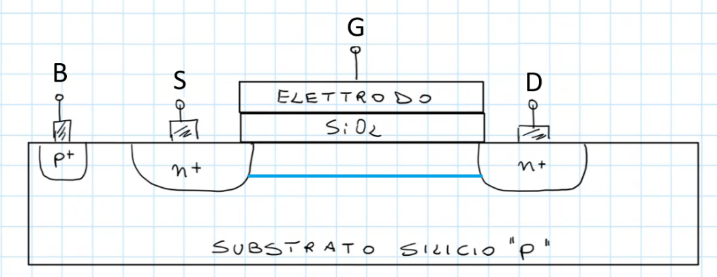 G
B S D
ELETTRODO
SiO2
p+ n+ n+
SUBSTRATO SILICIO "P"